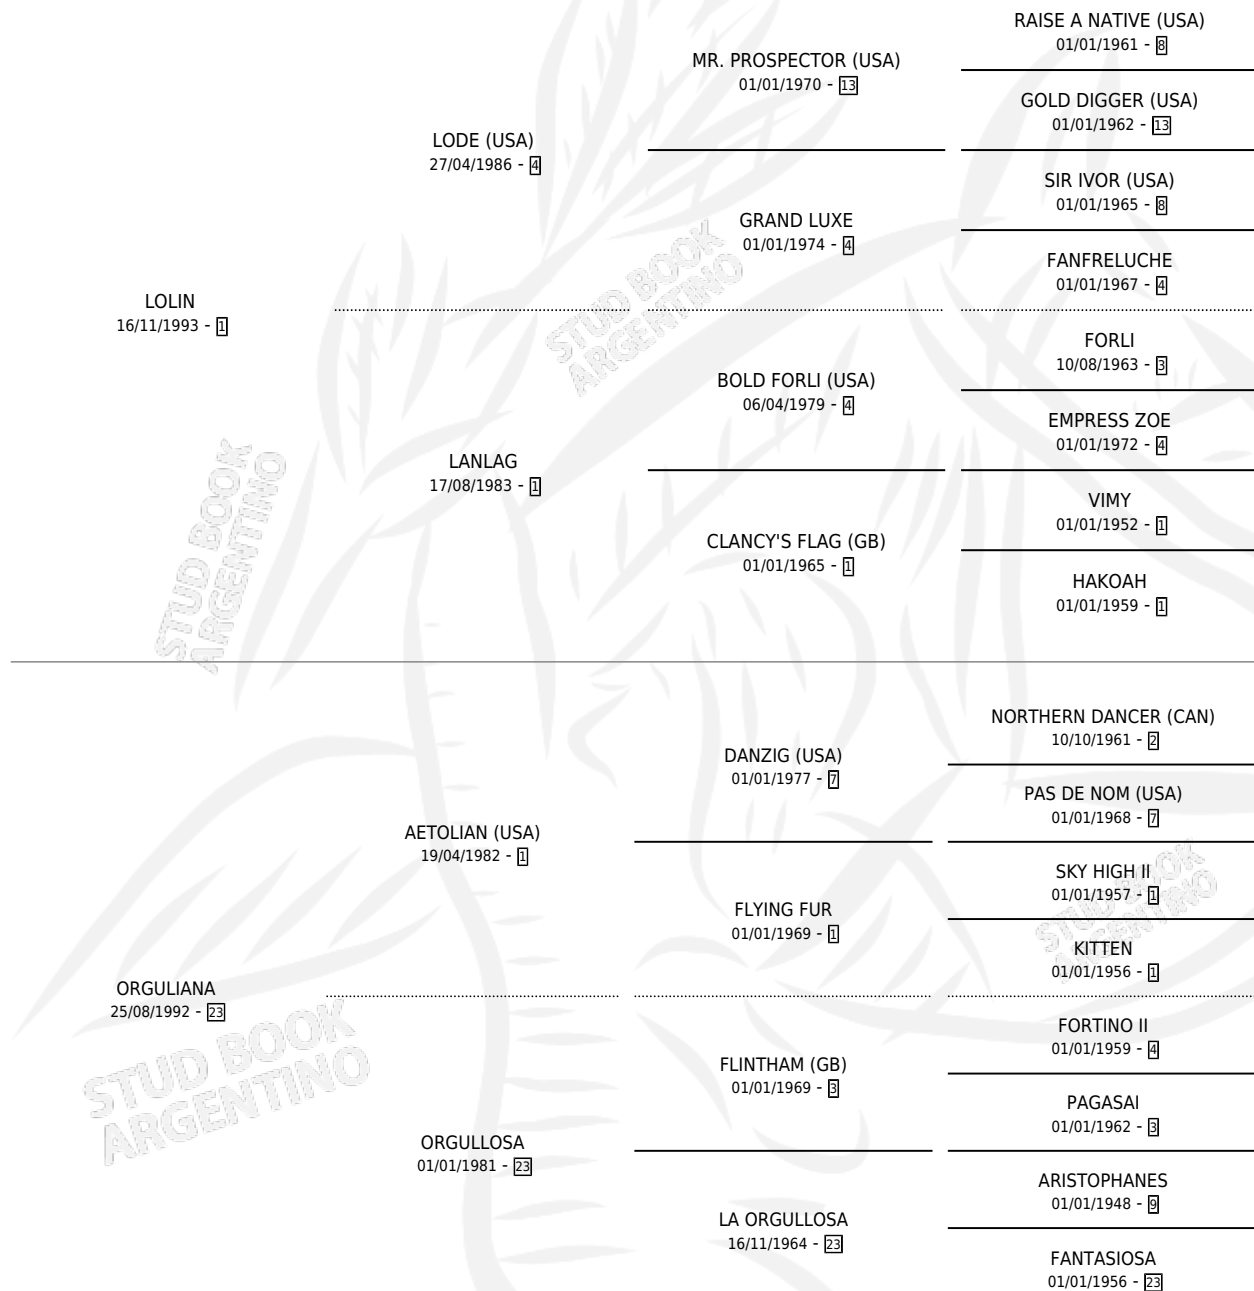 RAISE A NATIVE (USA)
01/01/1961 - 8
MR. PROSPECTOR (USA)
01/01/1970 - 13
GOLD DIGGER (USA)
01/01/1962 - 13
LODE (USA)
27/04/1986 - 4
SIR IVOR (USA)
01/01/1965 - 8
GRAND LUXE
01/01/1974 - 4
FANFRELUCHE
01/01/1967 - 4
LOLIN
16/11/1993 - 1
FORLI
10/08/1963 - 3
BOLD FORLI (USA)
06/04/1979 - 4
EMPRESS ZOE
01/01/1972 - 4
LANLAG
17/08/1983 - 1
VIMY
01/01/1952 - 1
CLANCY'S FLAG (GB)
01/01/1965 - 1
HAKOAH
01/01/1959 - 1
NORTHERN DANCER (CAN)
10/10/1961 - 2
DANZIG (USA)
01/01/1977 - 7
PAS DE NOM (USA)
01/01/1968 - 7
AETOLIAN (USA)
19/04/1982 - 1
SKY HIGH II
01/01/1957 - 1
FLYING FUR
01/01/1969 - 1
KITTEN
01/01/1956 - 1
ORGULIANA
25/08/1992 - 23
FORTINO II
01/01/1959 - 4
FLINTHAM (GB)
01/01/1969 - 3
PAGASAI
01/01/1962 - 3
ORGULLOSA
01/01/1981 - 23
ARISTOPHANES
01/01/1948 - 9
LA ORGULLOSA
16/11/1964 - 23
FANTASIOSA
01/01/1956 - 23
STUD BOOK
ARGENTINO
STUD BOOK
ARGENTINO
STUD BOOK
ARGENTINO
STUD BOOK
ARGENTINO